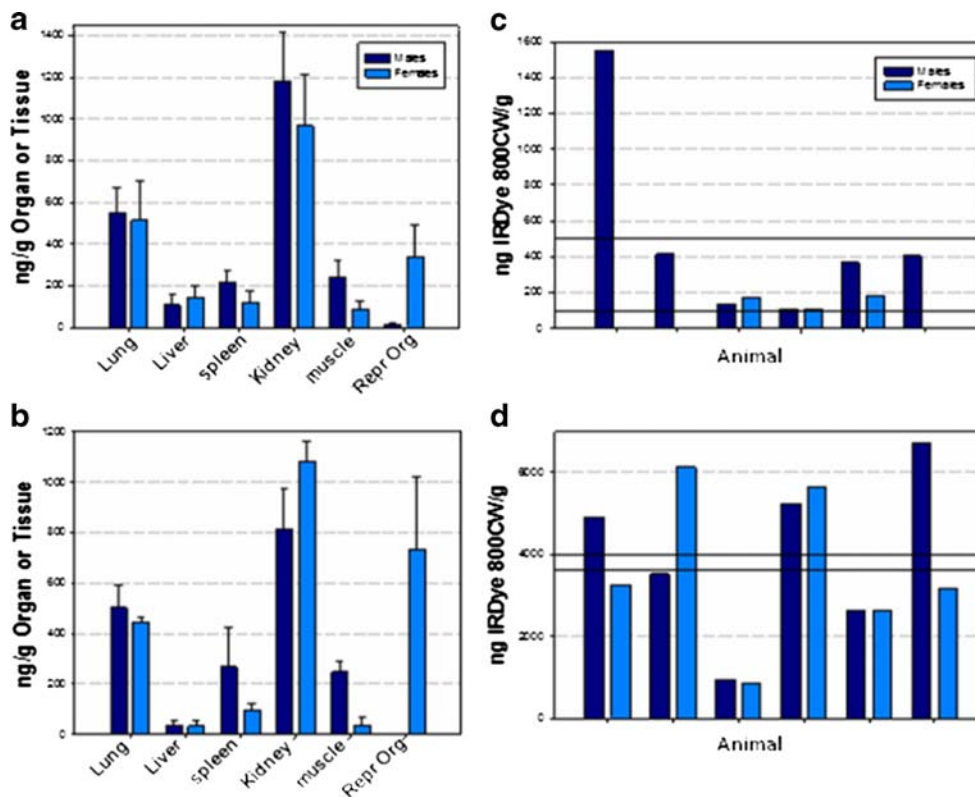 a
ng/g Organ or Tissue
1400
1200
1000
800
600
400
200
0
Males
Females
Lung
Liver
spleen
Kidney
muscle
Repr Org
b
ng/g Organ or Tissue
1200
1000
800
600
400
200
0
Lung
Liver
spleen
Kidney
muscle
Repr Org
c
ng IRDye 800CW/g
1600
1400
1200
1000
800
600
400
200
0
Males
Females
Animal
d
ng IRDye 800CW/g
6000
4000
2000
0
Animal